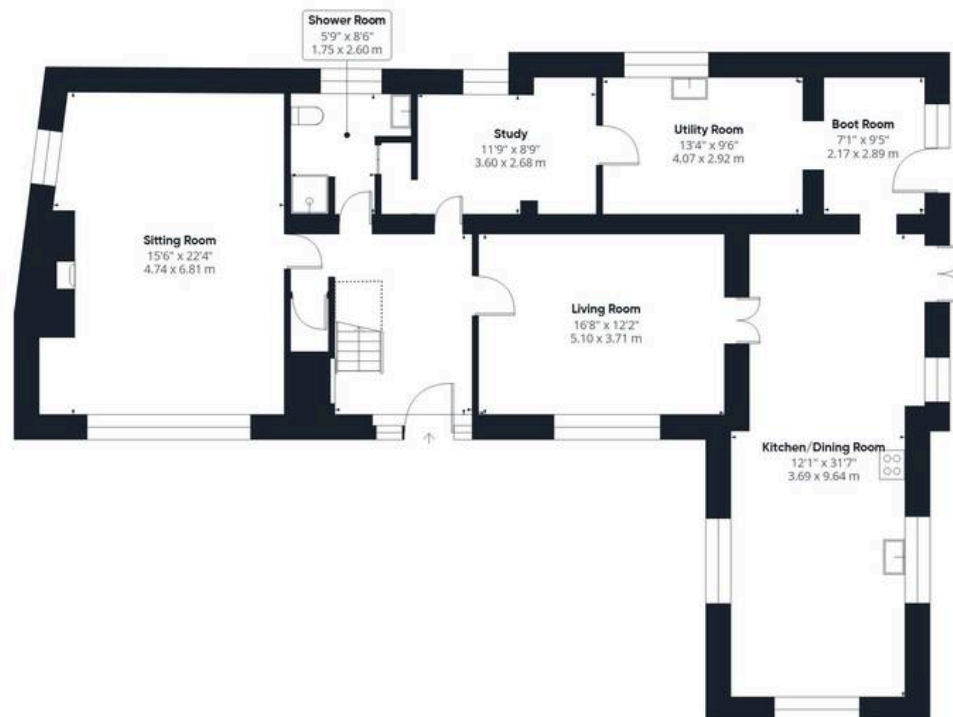 Shower Room
5'9" x 8'6"
1.75 x 2.60 m
Study
11'9" x 8'9"
3.60 x 2.68 m
Utility Room
13'4" x 9'6"
4.07 x 2.92 m
Boot Room
7'1" x 9'5"
2.17 x 2.89 m
Sitting Room
15'6" x 22'4"
4.74 x 6.81 m
Living Room
16'8" x 12'2"
5.10 x 3.71 m
Kitchen/Dining Room
12'1" x 31'7"
3.69 x 9.64 m